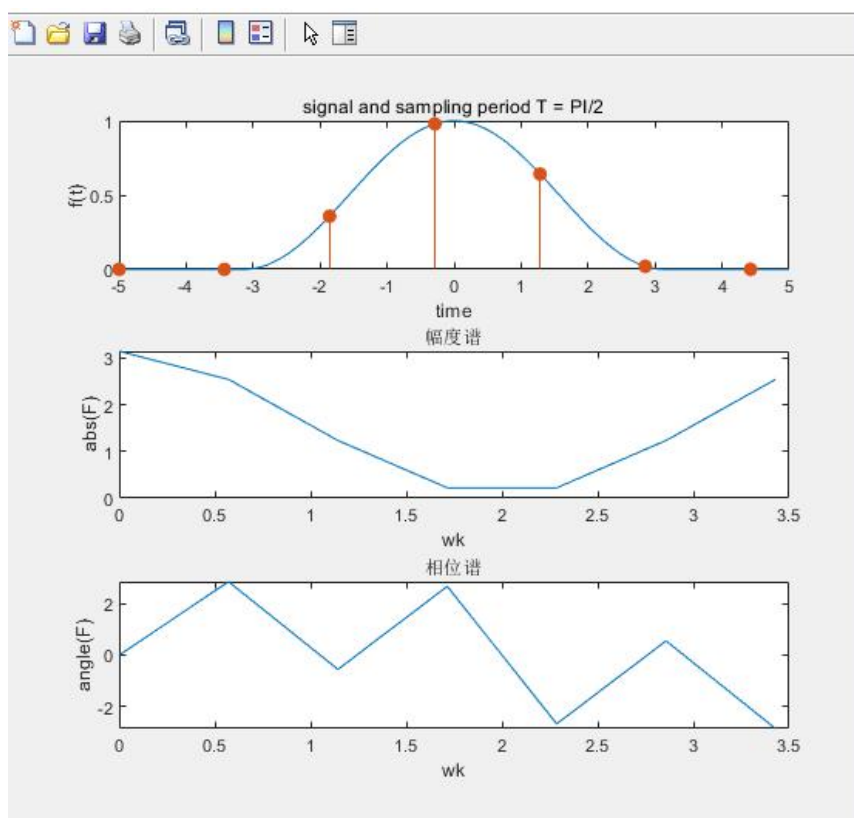 signal and sampling period T = PI/2
1
0.5
0
f(t)
-5 -4 -3 -2 -1 0 1 2 3 4 5
time
幅度谱
3
2
1
0
abs(F)
0 0.5 1 1.5 2 2.5 3 3.5
wk
相位谱
2
0
-2
angle(F)
0 0.5 1 1.5 2 2.5 3 3.5
wk